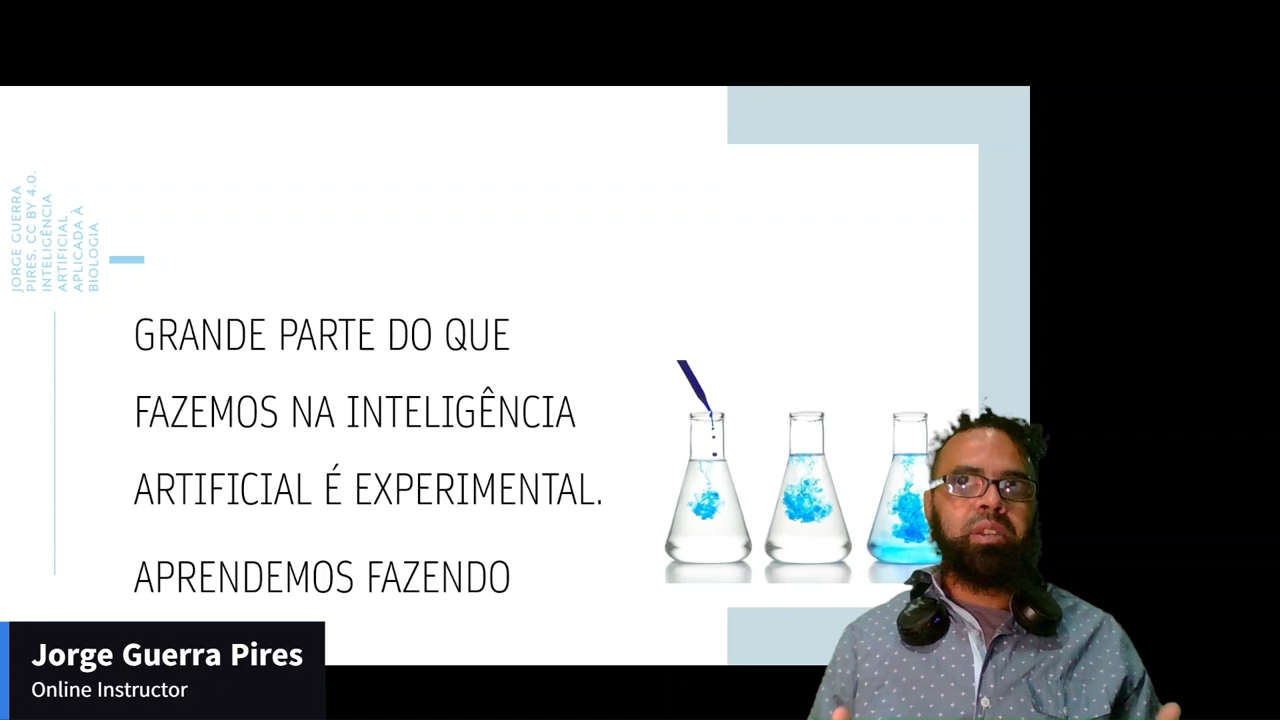 JORGE GUERRA
PIRES. CC BY 4.0.
INTELIGÊNCIA
ARTIFICIAL
APLICADA À
BIOLOGIA
GRANDE PARTE DO QUE
FAZEMOS NA INTELIGÊNCIA
ARTIFICIAL É EXPERIMENTAL.
APRENDEMOS FAZENDO
Jorge Guerra Pires
Online Instructor